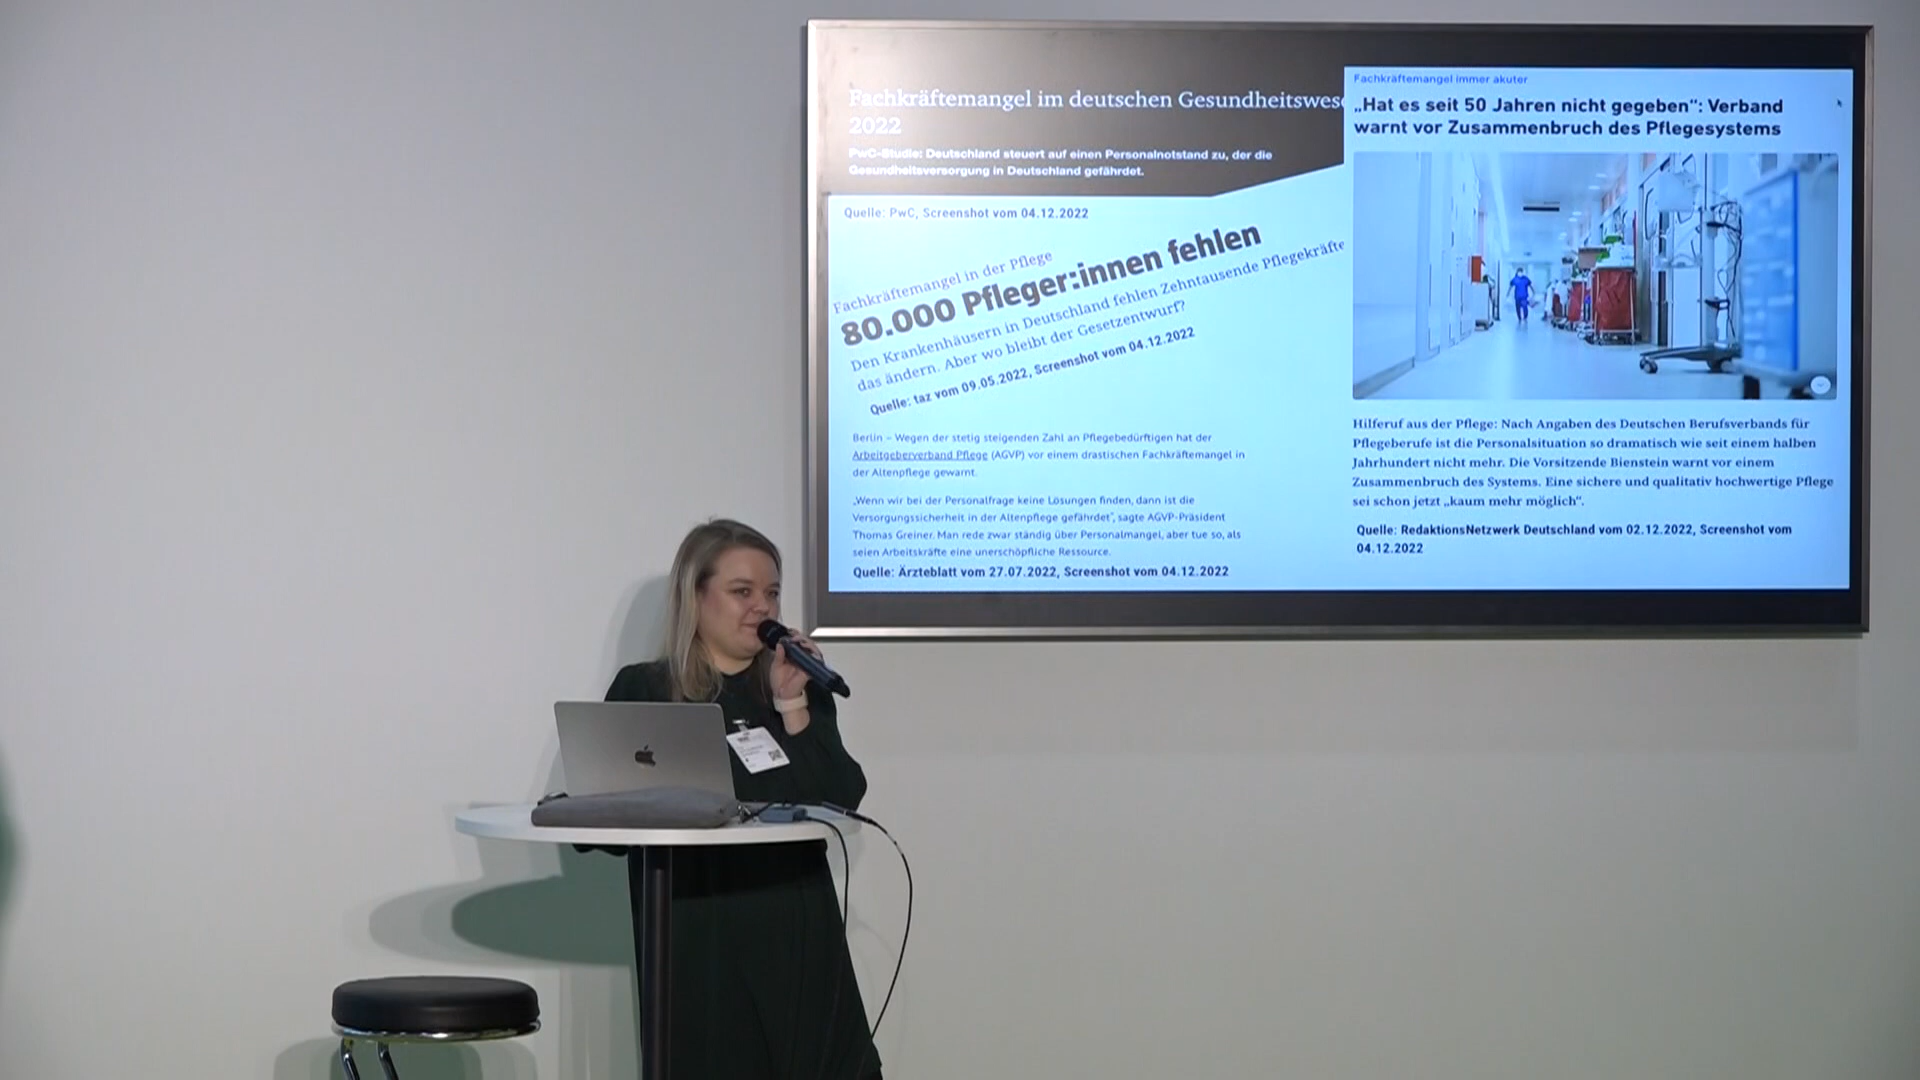 Fachkräftemangel im deutschen Gesundheitswese
2022
PwC-Studie: Deutschland steuert auf einen Personalnotstand zu, der die
Gesundheitsversorgung in Deutschland gefährdet.
Quelle: PwC, Screenshot vom 04.12.2022
Fachkräftemangel in der Pflege
80.000 Pfleger:innen fehlen
Den Krankenhäusern in Deutschland fehlen Zehntausende Pflegekräfte
das ändern. Aber wo bleibt der Gesetzentwurf?
Quelle: taz vom 09.05.2022, Screenshot vom 04.12.2022
Berlin – Wegen der stetig steigenden Zahl an Pflegebedürftigen hat der
Arbeitgeberverband Pflege (AGVP) vor einem drastischen Fachkräftemangel in
der Altenpflege gewarnt.
„Wenn wir bei der Personalfrage keine Lösungen finden, dann ist die
Versorgungssicherheit in der Altenpflege gefährdet“, sagte AGVP-Präsident
Thomas Greiner. Man rede zwar ständig über Personalmangel, aber tue so, als
seien Arbeitskräfte eine unerschöpfliche Ressource.
Quelle: Ärzteblatt vom 27.07.2022, Screenshot vom 04.12.2022
Fachkräftemangel immer akuter
„Hat es seit 50 Jahren nicht gegeben“: Verband
warnt vor Zusammenbruch des Pflegesystems
Hilferuf aus der Pflege: Nach Angaben des Deutschen Berufsverbands für
Pflegeberufe ist die Personalsituation so dramatisch wie seit einem halben
Jahrhundert nicht mehr. Die Vorsitzende Bienstein warnt vor einem
Zusammenbruch des Systems. Eine sichere und qualitativ hochwertige Pflege
sei schon jetzt „kaum mehr möglich“.
Quelle: RedaktionsNetzwerk Deutschland vom 02.12.2022, Screenshot vom
04.12.2022